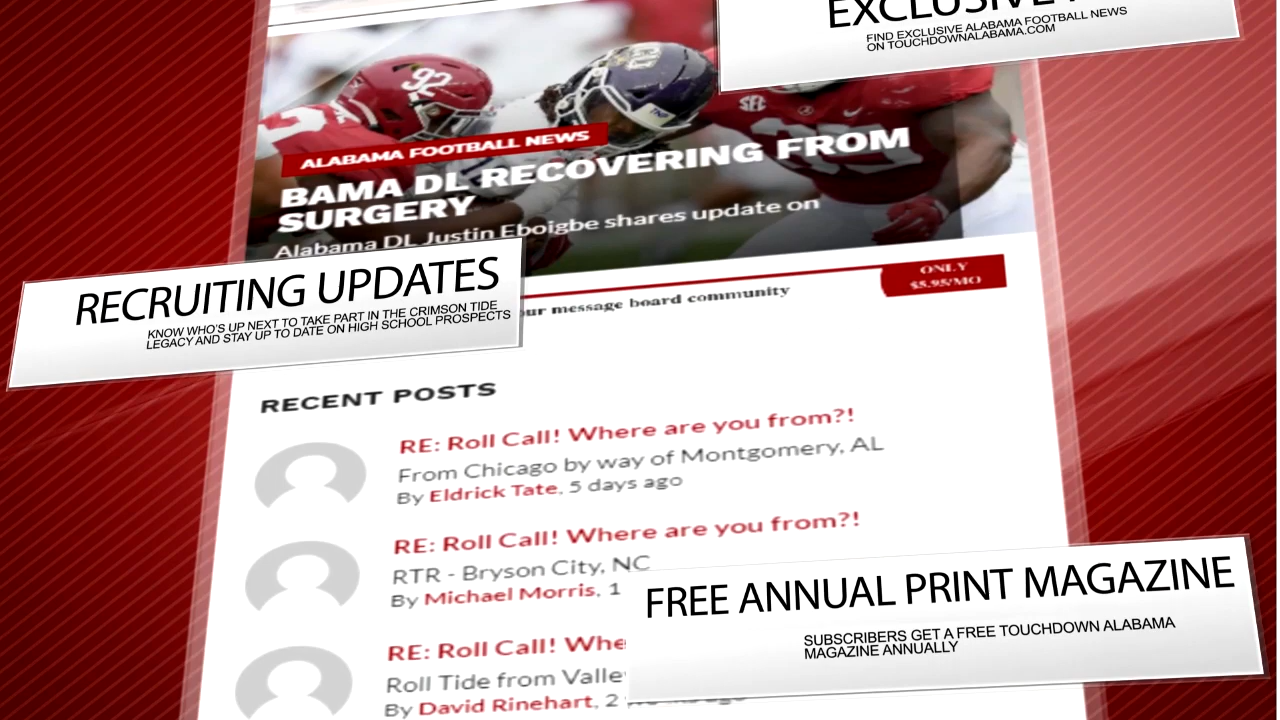 EXCLUSIVE
FIND EXCLUSIVE ALABAMA FOOTBALL NEWS
ON TOUCHDOWNALABAMA.COM
ALABAMA FOOTBALL NEWS
BAMA DL RECOVERING FROM
SURGERY
Alabama DL Justin Eboigbe shares update on
RECRUITING UPDATES
KNOW WHO'S UP NEXT TO TAKE PART IN THE CRIMSON TIDE
LEGACY AND STAY UP TO DATE ON HIGH SCHOOL PROSPECTS
ONLY
$5.95/MO
our message board community
RECENT POSTS
RE: Roll Call! Where are you from?!
From Chicago by way of Montgomery, AL
By Eldrick Tate, 5 days ago
RE: Roll Call! Where are you from?!
RTR - Bryson City, NC
By Michael Morris, 1
RE: Roll Call! Whe
Roll Tide from Valle
By David Rinehart, 2
FREE ANNUAL PRINT MAGAZINE
SUBSCRIBERS GET A FREE TOUCHDOWN ALABAMA
MAGAZINE ANNUALLY
92
SEC